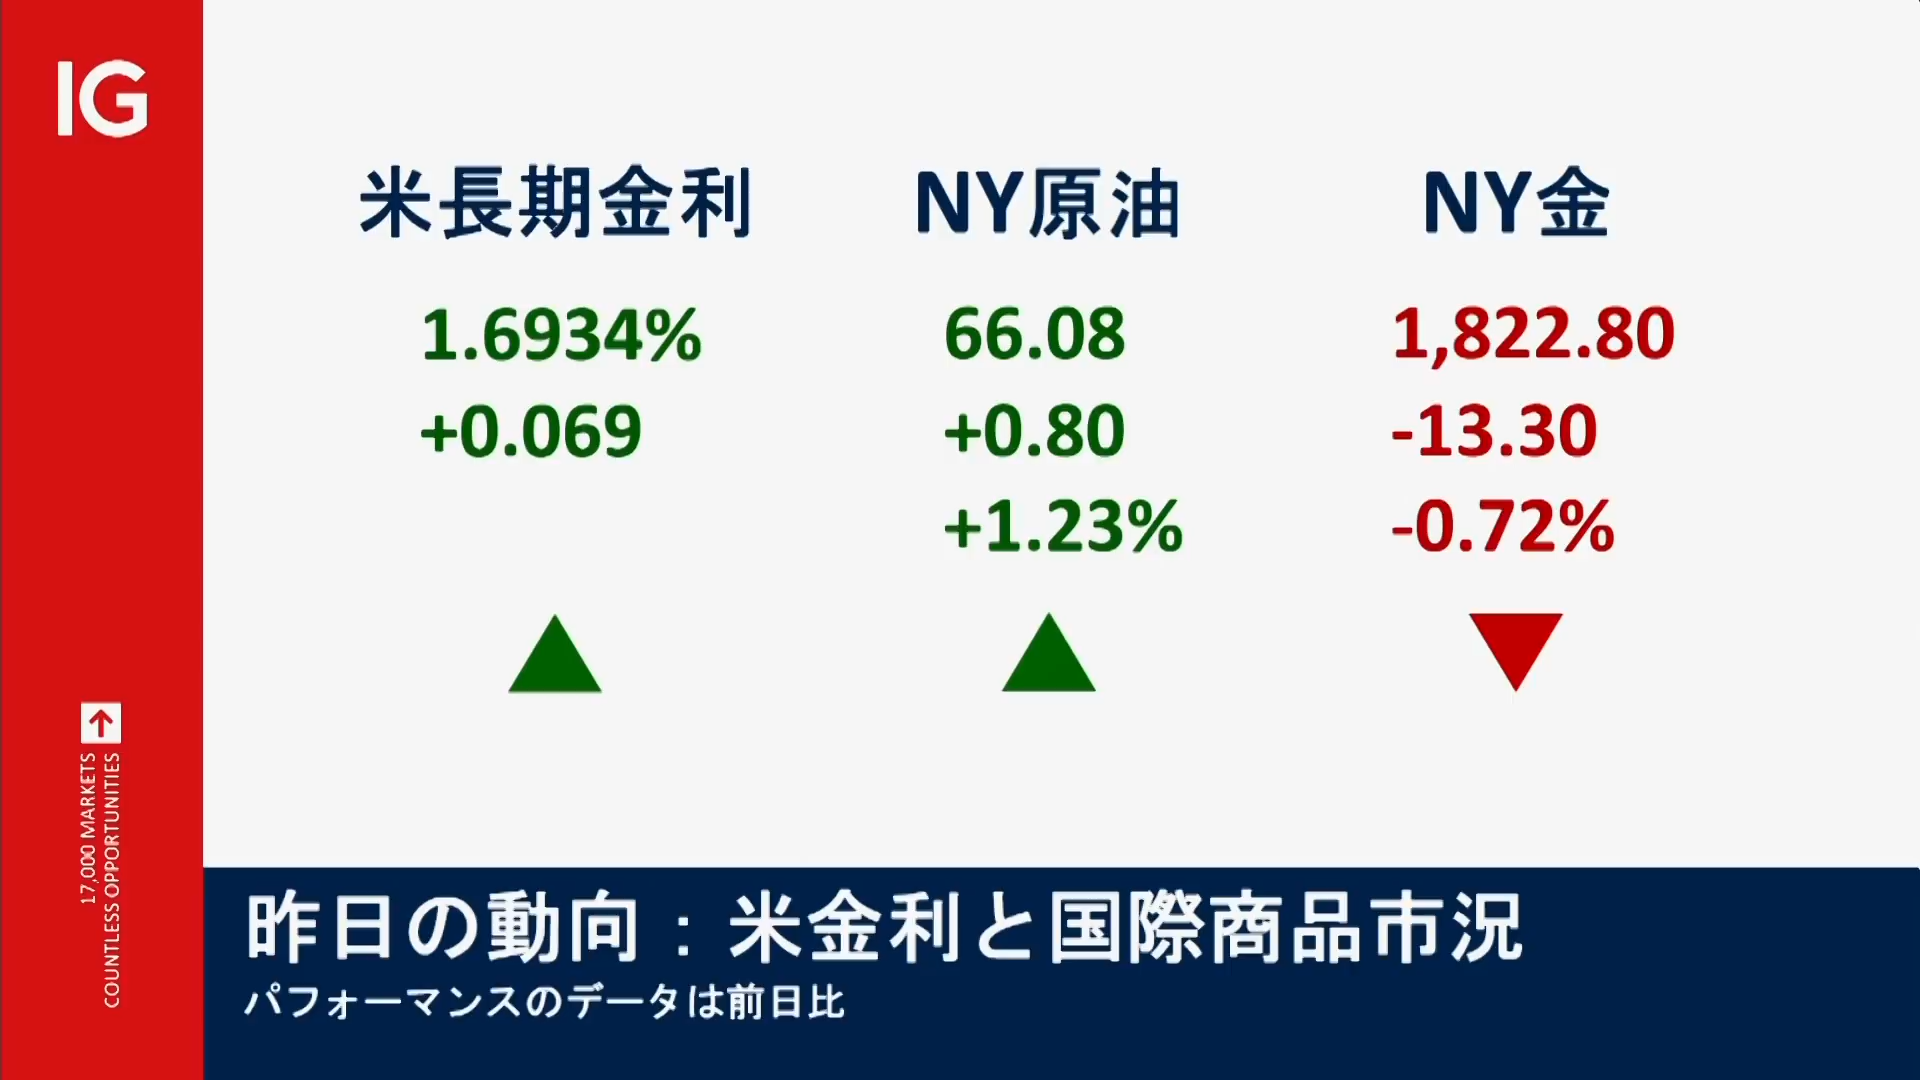 IG
米長期金利
1.6934%
+0.069
NY原油
66.08
+0.80
+1.23%
NY金
1,822.80
-13.30
-0.72%
17,000 MARKETS
COUNTLESS OPPORTUNITIES
昨日の動向：米金利と国際商品市況
パフォーマンスのデータは前日比